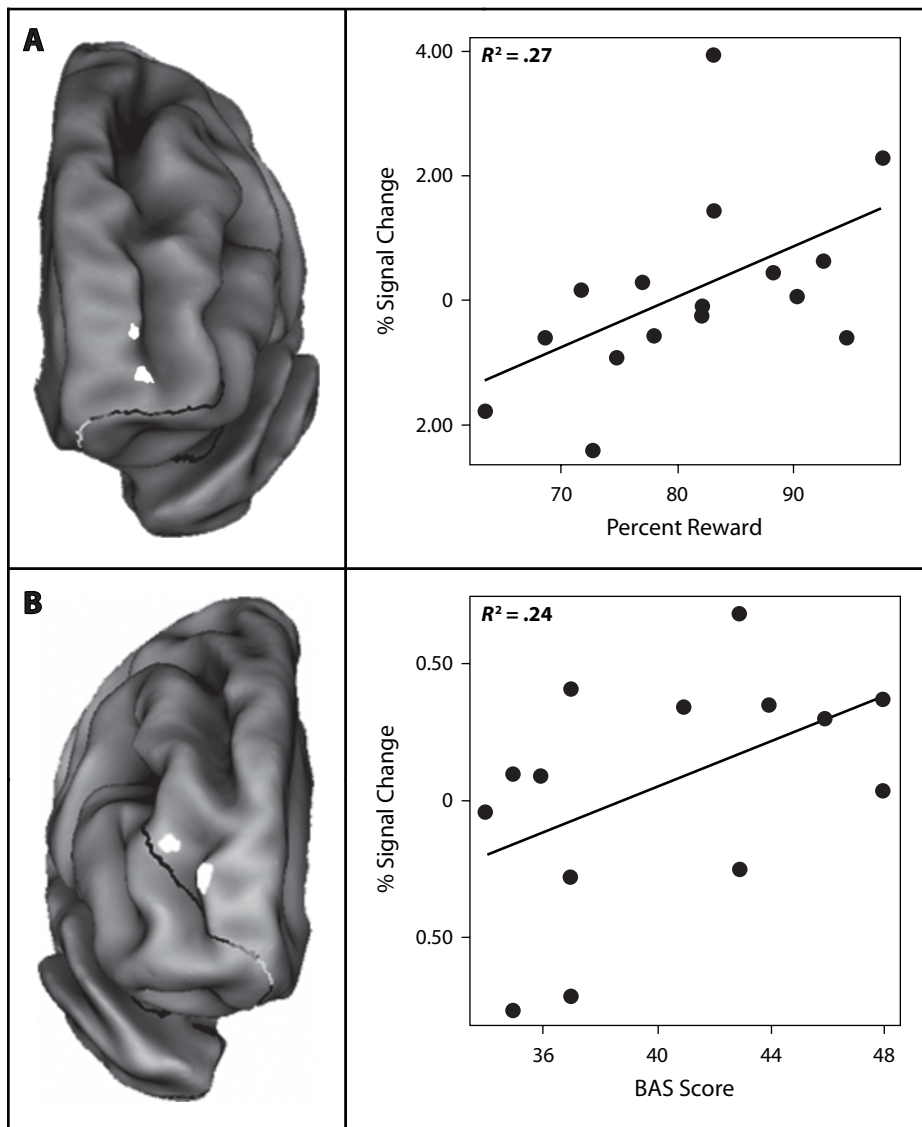 A
R² = .27
4.00
2.00
0
2.00
% Signal Change
70 80 90
Percent Reward
B
R² = .24
0.50
0
0.50
% Signal Change
36 40 44 48
BAS Score